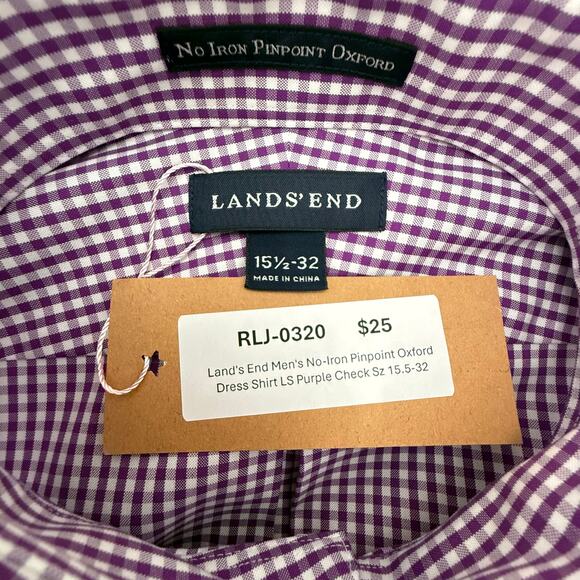 No Iron Pinpoint Oxford
LANDS' END
15½-32
MADE IN CHINA
RLJ-0320 $25
Land's End Men's No-Iron Pinpoint Oxford
Dress Shirt LS Purple Check Sz 15.5-32